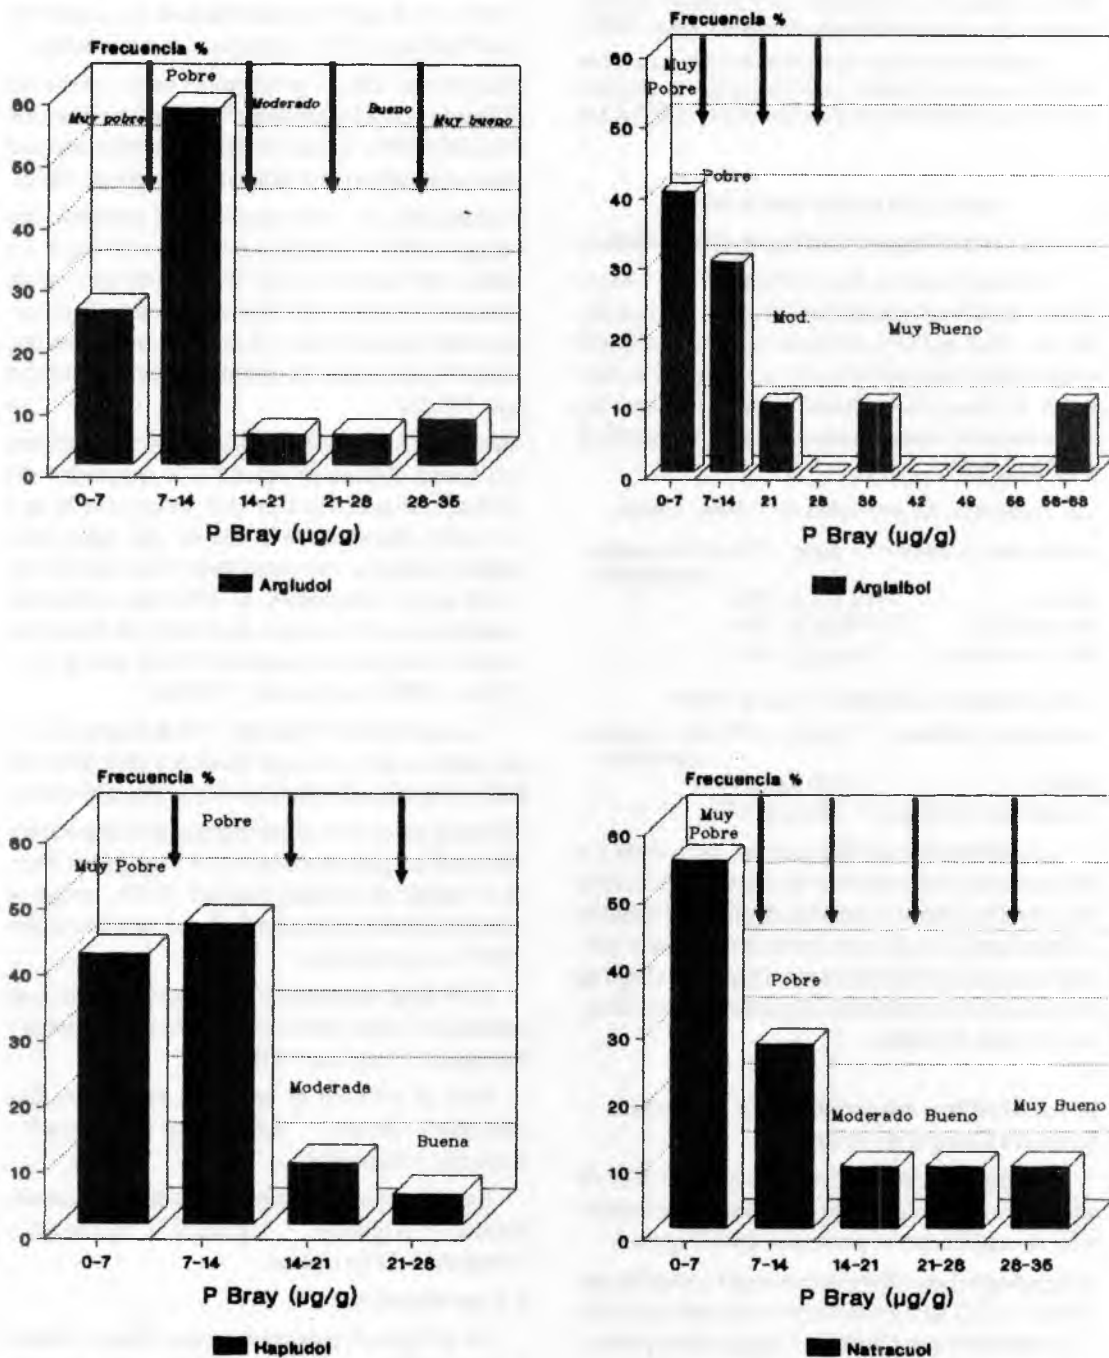 Frecuencia %
Pobre
Muy pobre
Moderado
Bueno
Muy bueno
80
60
50
40
30
20
10
0
0-7 7-14 14-21 21-28 28-35
P Bray (µg/g)
Argiudol
Frecuencia %
Muy
Pobre
Pobre
Mod.
Muy Bueno
60
50
40
30
20
10
0
0-7 7-14 21 28 35 42 49 56 56-68
P Bray (µg/g)
Argialbol
Frecuencia %
Pobre
Muy Pobre
Moderada
Buena
60
50
40
30
20
10
0
0-7 7-14 14-21 21-28
P Bray (µg/g)
Hapludol
Frecuencia %
Muy
Pobre
Pobre
Moderado Bueno Muy Bueno
60
50
40
30
20
10
0
0-7 7-14 14-21 21-28 28-35
P Bray (µg/g)
Natracuol